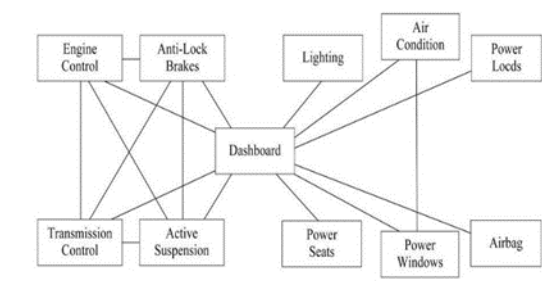 Engine
Control
Anti-Lock
Brakes
Lighting
Air
Condition
Power
Locds
Dashboard
Transmission
Control
Active
Suspension
Power
Seats
Power
Windows
Airbag